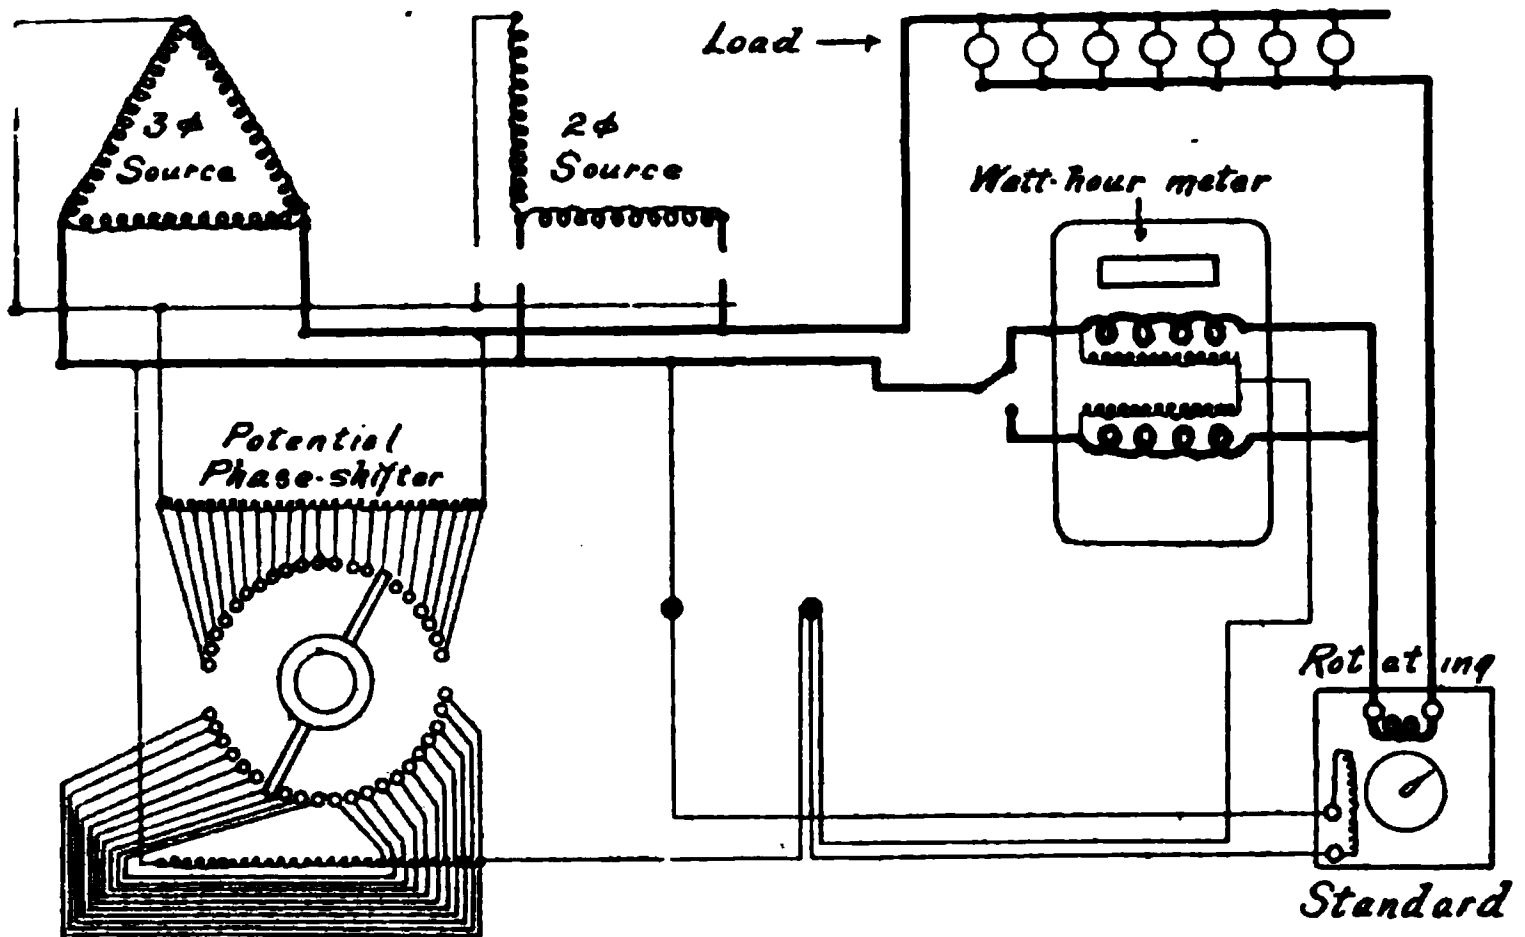 Load
3ϕ
Source
2ϕ
Source
Watt-hour meter
Potential
Phase-shifter
Rotating
Standard